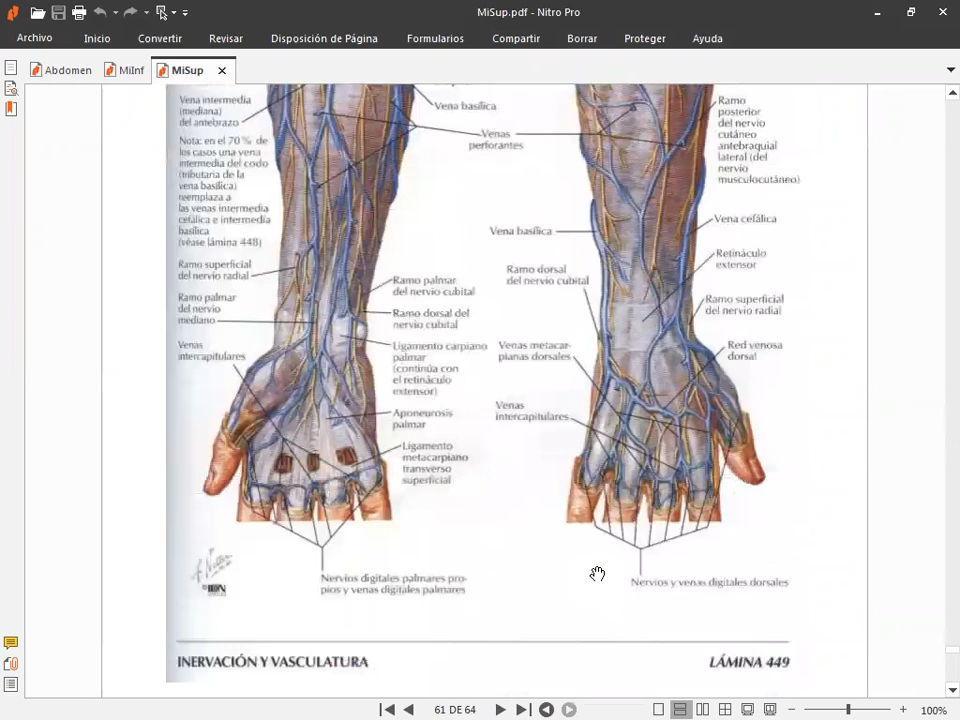 MiSup.pdf - Nitro Pro
Archivo
Inicio
Convertir
Revisar
Disposición de Página
Formularios
Compartir
Borrar
Proteger
Ayuda
Abdomen
MiInf
MiSup
Vena intermedia
(mediana)
del antebrazo
Nota: en el 70 % de
los casos una vena
intermedia del codo
(tributaria de la
vena basílica)
reemplaza a
las venas intermedia
cefálica e intermedia
basílica
(véase lámina 448)
Ramo superficial
del nervio radial
Ramo palmar
del nervio
mediano
Venas
intercapitulares
Vena basílica
Venas
perforantes
Ramo palmar
del nervio cubital
Ramo dorsal del
nervio cubital
Ligamento carpiano
palmar
(continúa con
el retináculo
extensor)
Aponeurosis
palmar
Ligamento
metacarpiano
transverso
superficial
Nervios digitales palmares pro-
pios y venas digitales palmares
Vena basílica
Ramo dorsal
del nervio cubital
Venas metacar-
pianas dorsales
Venas
intercapitulares
Ramo
posterior
del nervio
cutáneo
antebraquial
lateral (del
nervio
musculocutáneo)
Vena cefálica
Retináculo
extensor
Ramo superficial
del nervio radial
Red venosa
dorsal
Nervios y venas digitales dorsales
INERVACIÓN Y VASCULATURA
LÁMINA 449
61 DE 64
100%